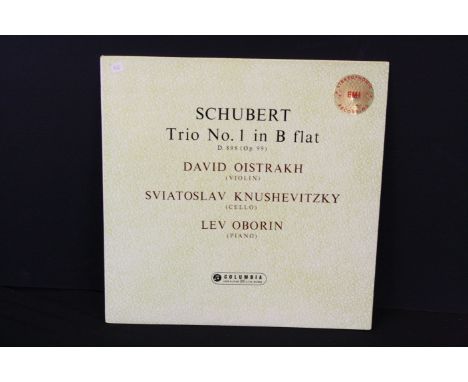 SCHUBERT
Trio No. 1 in B flat
D. 898 (Op. 99)
DAVID OISTRAKH
(VIOLIN)
SVIATOSLAV KNUSHEVITZKY
(CELLO)
LEV OBORIN
(PIANO)
EMI
COLUMBIA